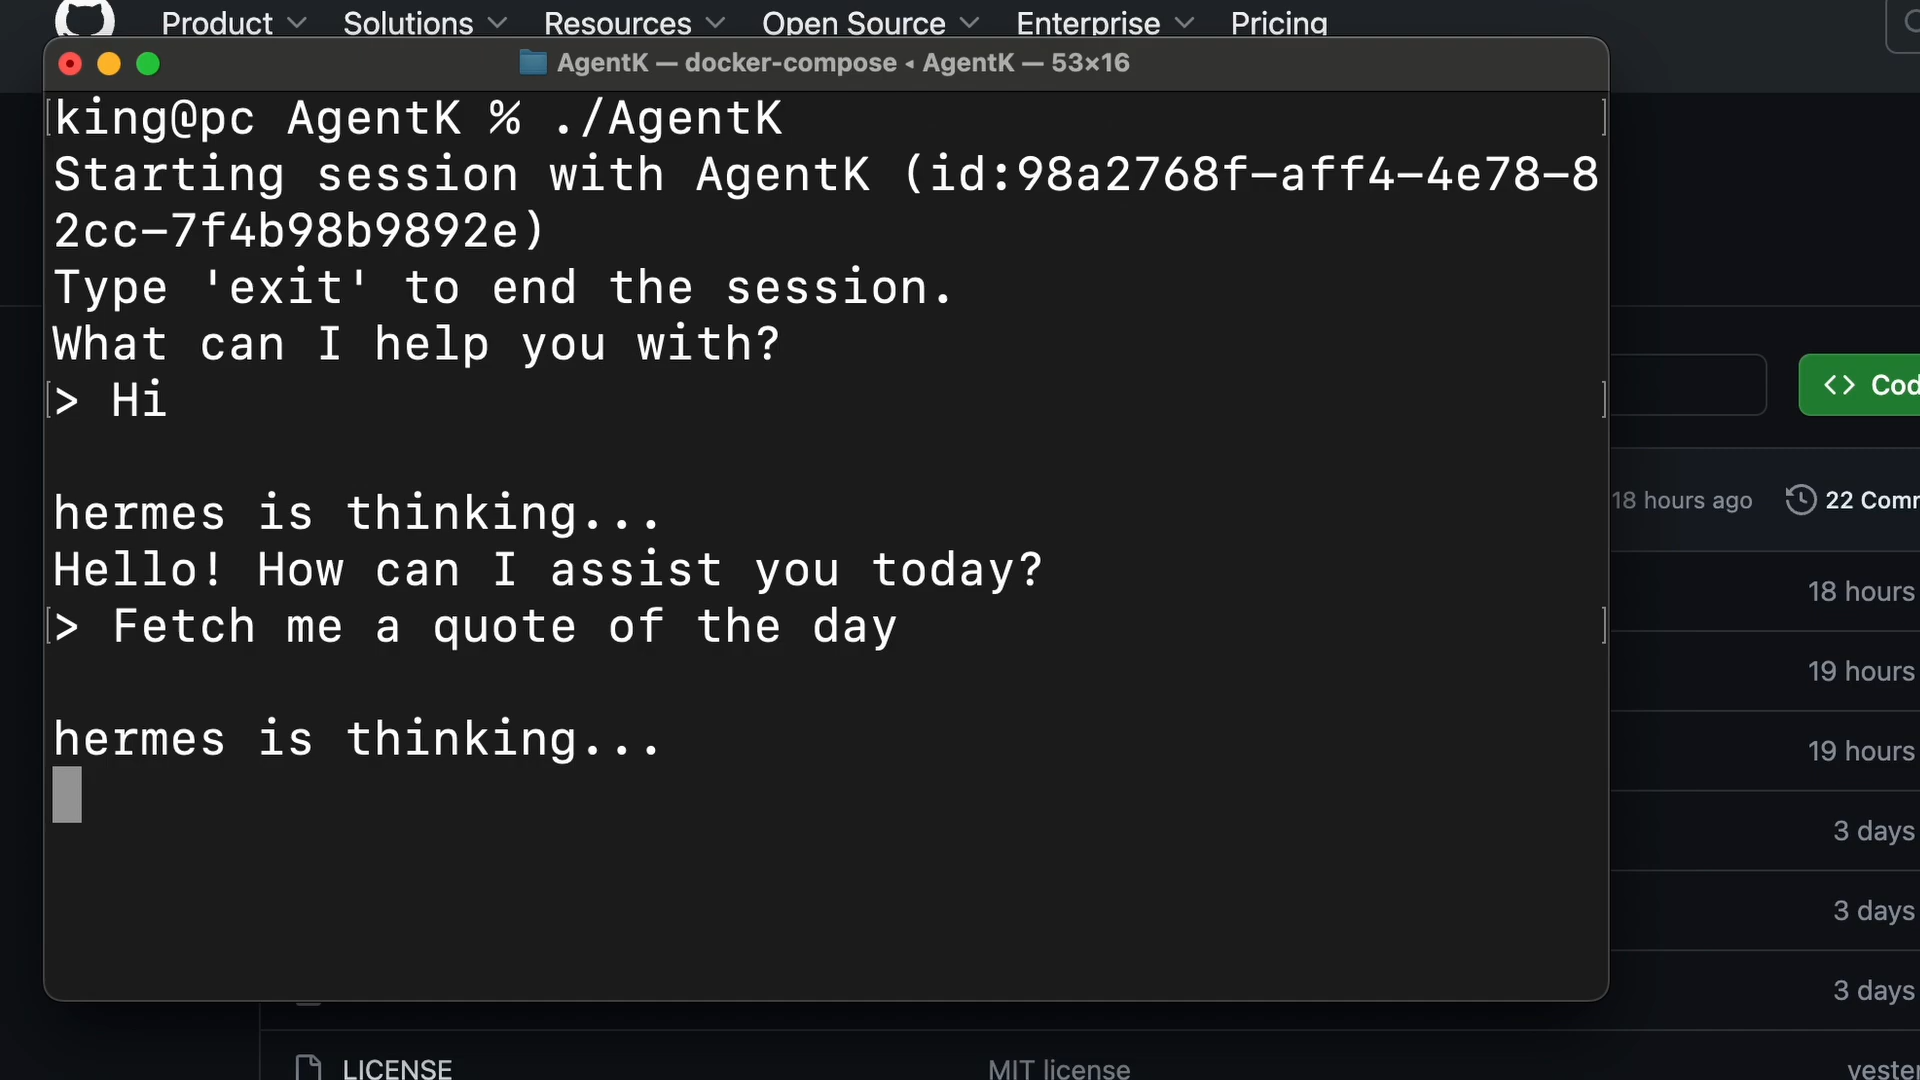 Product Solutions Resources Open Source Enterprise Pricing
AgentK — docker-compose ◂ AgentK — 53×16
king@pc AgentK % ./AgentK
Starting session with AgentK (id:98a2768f-aff4-4e78-8
2cc-7f4b98b9892e)
Type 'exit' to end the session.
What can I help you with?
> Hi
hermes is thinking...
Hello! How can I assist you today?
> Fetch me a quote of the day
hermes is thinking...
<> Cod
18 hours ago 22 Comm
18 hours
19 hours
19 hours
3 days
3 days
3 days
LICENSE MIT license yester